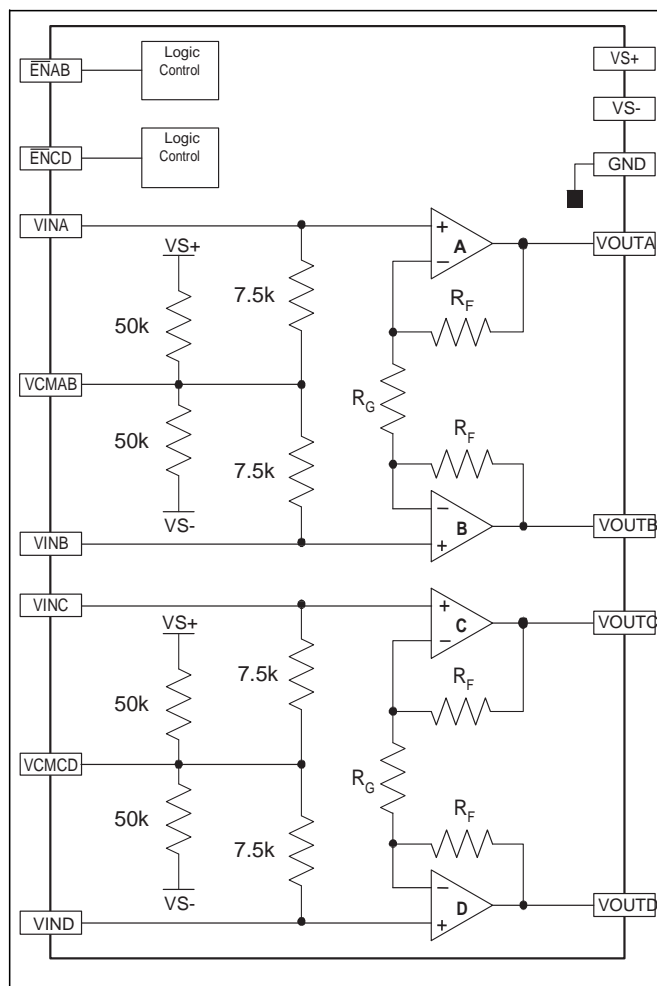 ENAB
Logic
Control
VS+
VS-
ENCD
Logic
Control
GND
VINA
A
VOUTA
VS+
7.5k
RF
50k
VCMAB
RG
50k
7.5k
RF
VS-
B
VOUTB
VINB
VINC
C
VOUTC
VS+
7.5k
RF
50k
VCMCD
RG
50k
7.5k
RF
VS-
D
VOUTD
VIND